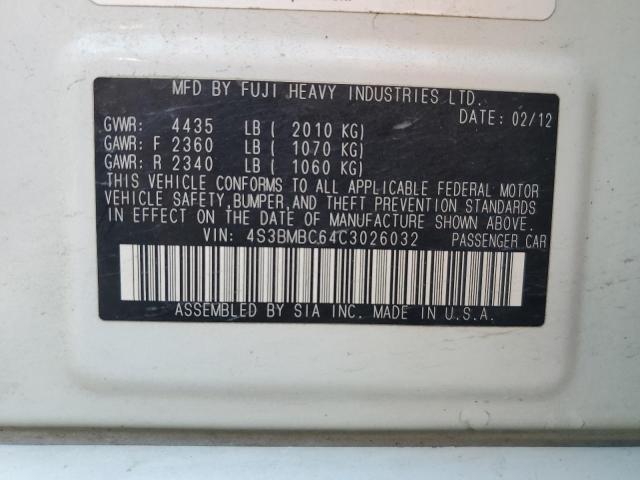 MFD BY FUJI HEAVY INDUSTRIES LTD.
DATE: 02/12
GVWR: 4435 LB ( 2010 KG)
GAWR: F 2360 LB ( 1070 KG)
GAWR: R 2340 LB ( 1060 KG)
THIS VEHICLE CONFORMS TO ALL APPLICABLE FEDERAL MOTOR
VEHICLE SAFETY, BUMPER, AND THEFT PREVENTION STANDARDS
IN EFFECT ON THE DATE OF MANUFACTURE SHOWN ABOVE.
VIN: 4S3BMBC64C3026032 PASSENGER CAR
ASSEMBLED BY SIA INC. MADE IN U.S.A.